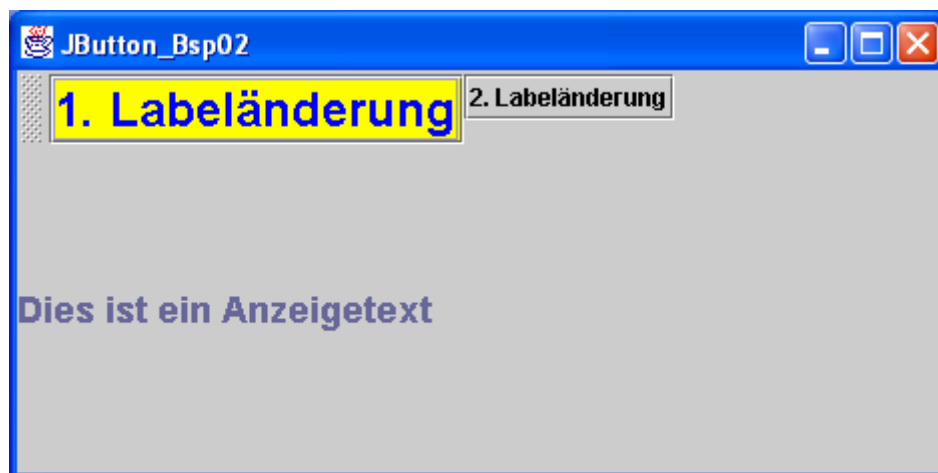 JButton_Bsp02
1. Labeländerung
2. Labeländerung
Dies ist ein Anzeigetext